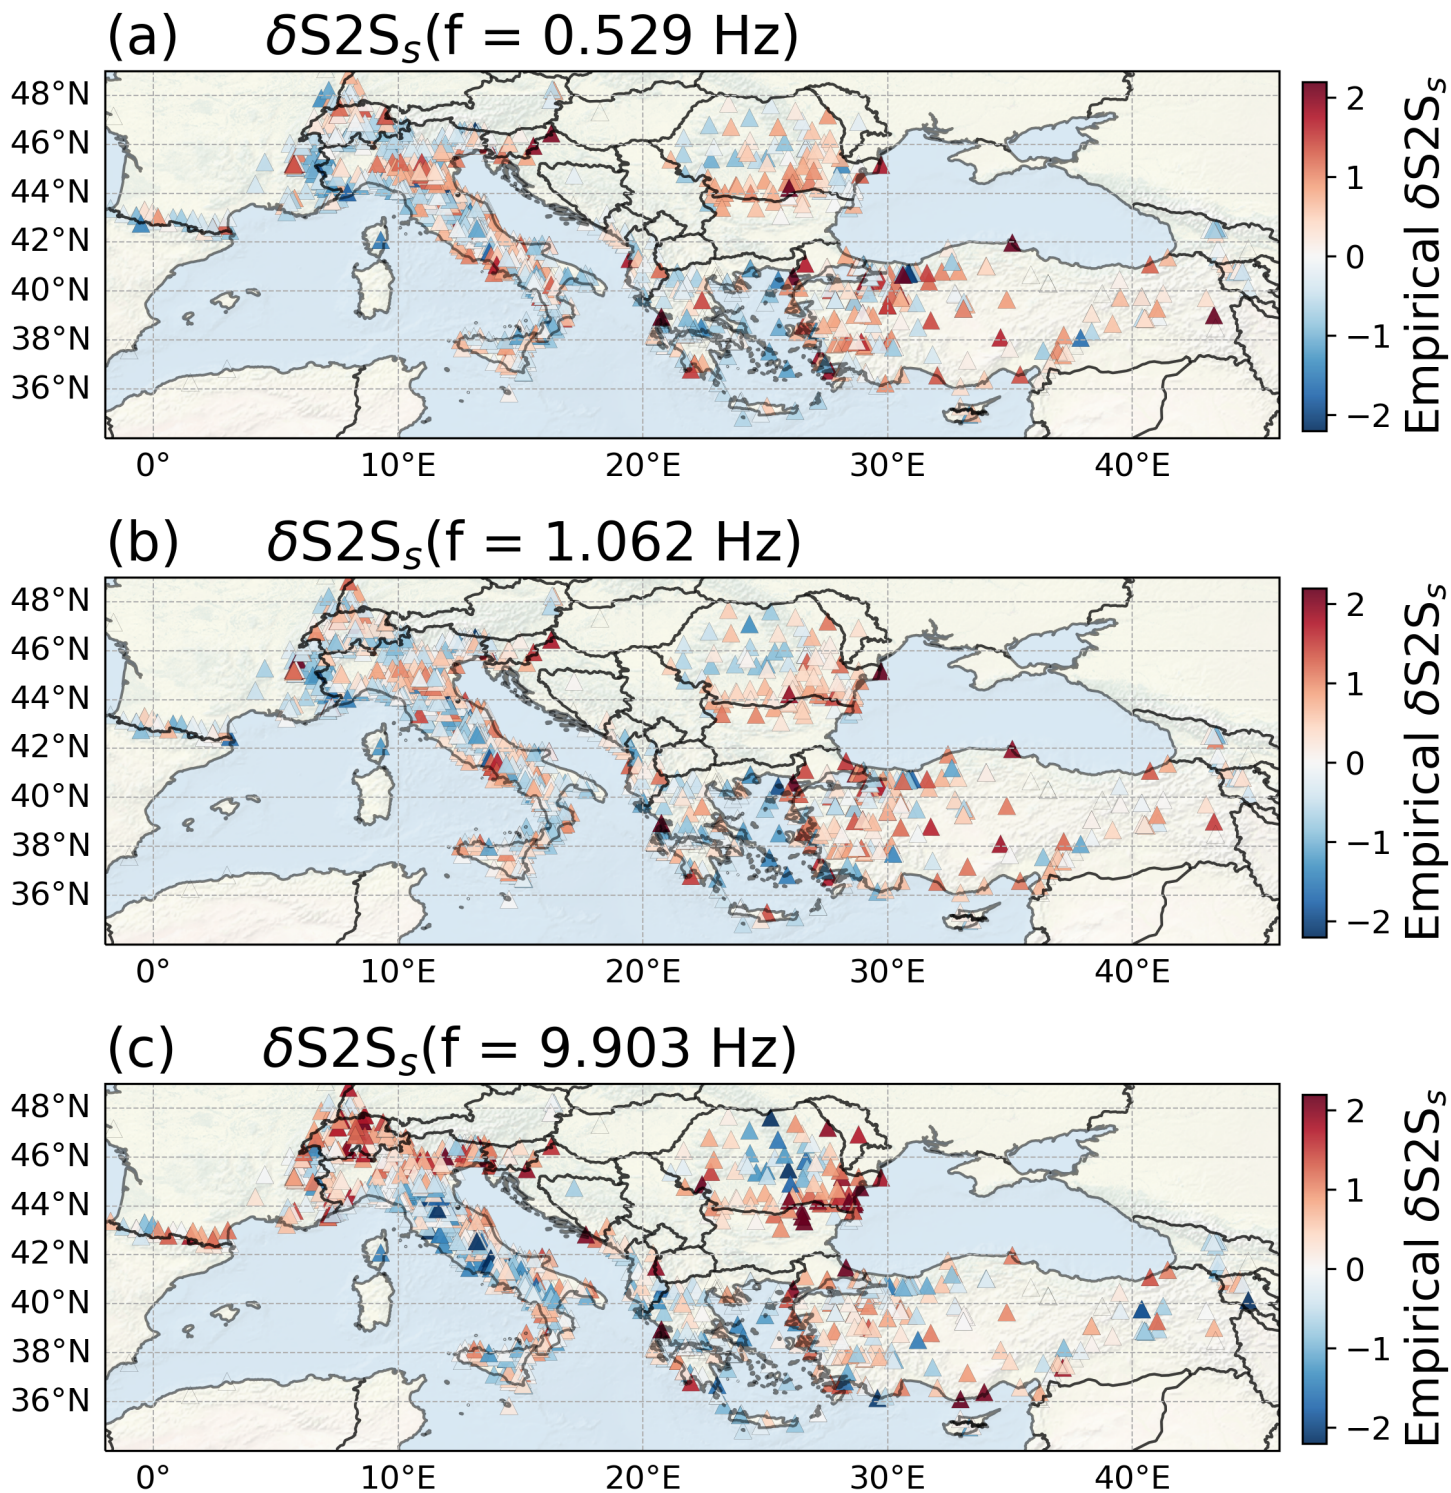 (a) δS2Sₛ(f = 0.529 Hz)
48°N
46°N
44°N
42°N
40°N
38°N
36°N
0° 10°E 20°E 30°E 40°E
2
1
0
−1
−2
Empirical δS2Sₛ
(b) δS2Sₛ(f = 1.062 Hz)
48°N
46°N
44°N
42°N
40°N
38°N
36°N
0° 10°E 20°E 30°E 40°E
2
1
0
−1
−2
Empirical δS2Sₛ
(c) δS2Sₛ(f = 9.903 Hz)
48°N
46°N
44°N
42°N
40°N
38°N
36°N
0° 10°E 20°E 30°E 40°E
2
1
0
−1
−2
Empirical δS2Sₛ